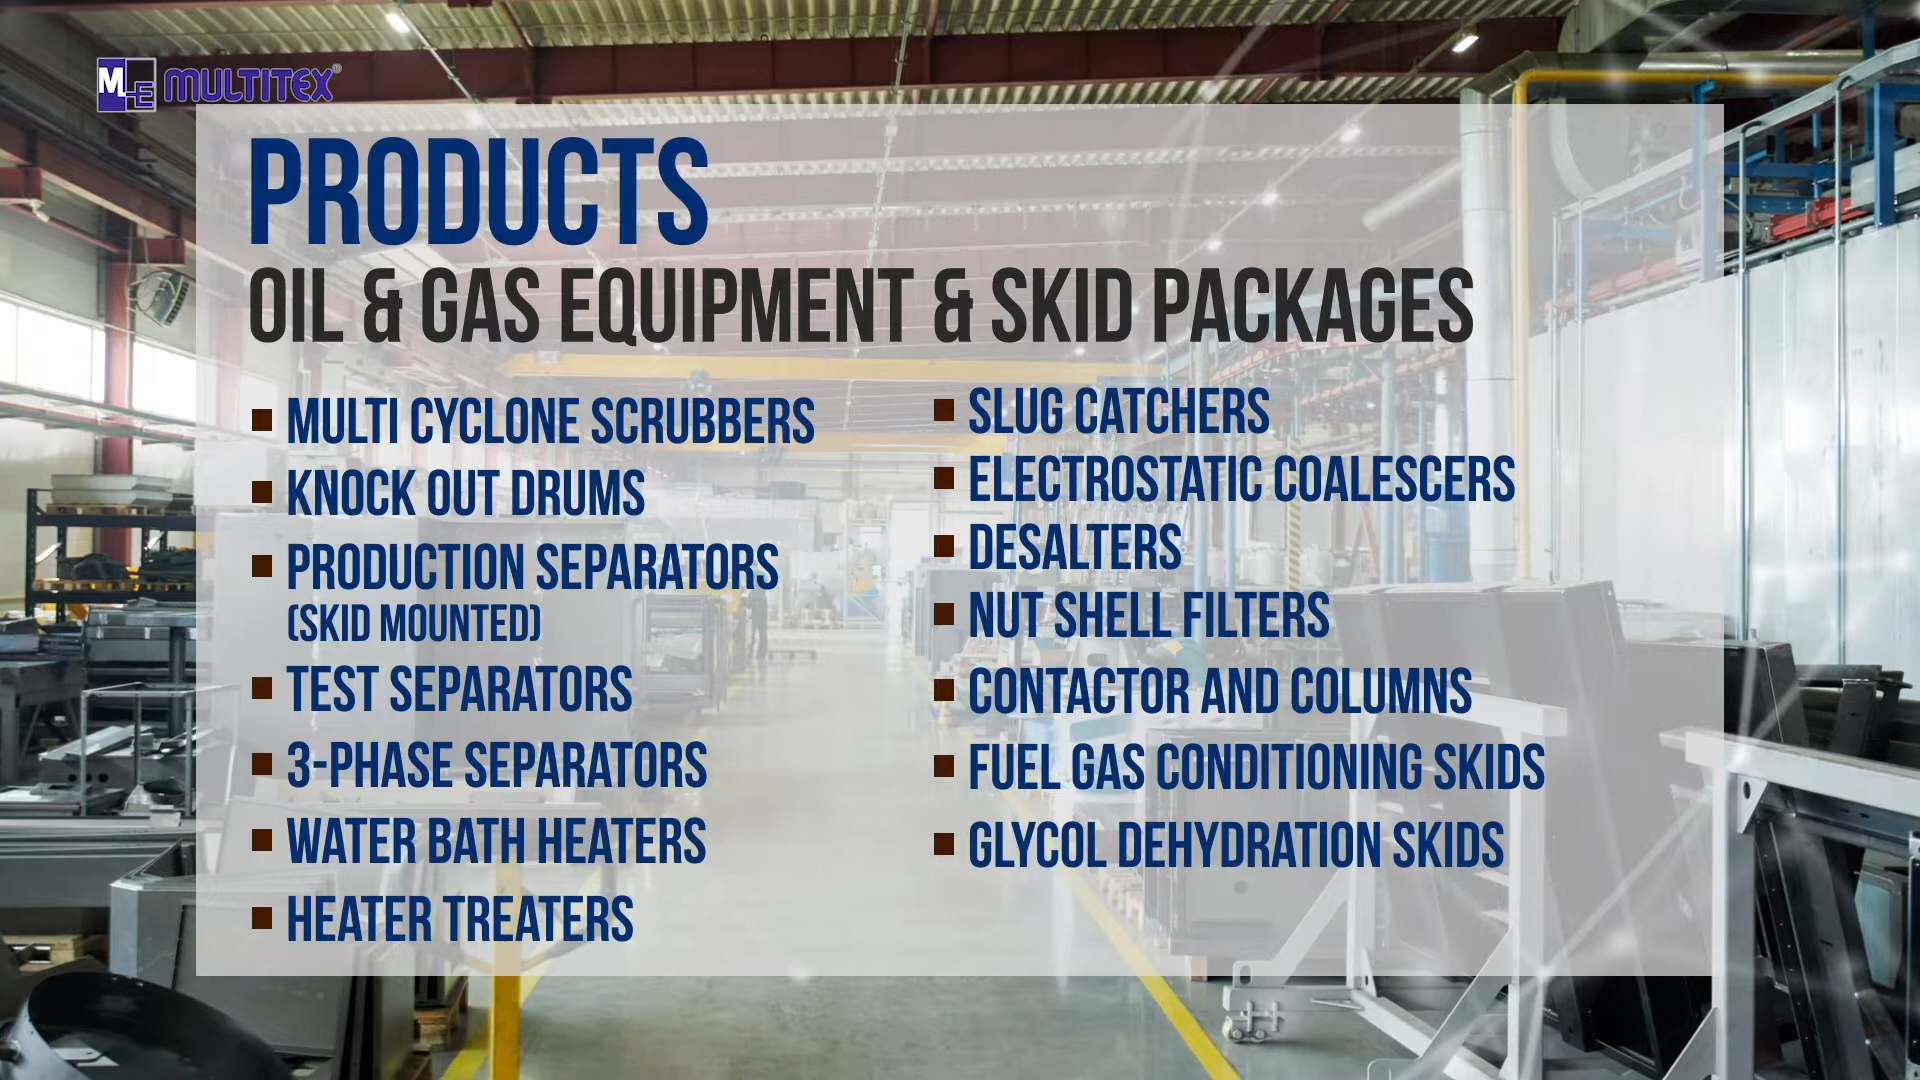 M-E MULTITEX®
PRODUCTS
OIL & GAS EQUIPMENT & SKID PACKAGES
MULTI CYCLONE SCRUBBERS
KNOCK OUT DRUMS
PRODUCTION SEPARATORS
(SKID MOUNTED)
TEST SEPARATORS
3-PHASE SEPARATORS
WATER BATH HEATERS
HEATER TREATERS
SLUG CATCHERS
ELECTROSTATIC COALESCERS
DESALTERS
NUT SHELL FILTERS
CONTACTOR AND COLUMNS
FUEL GAS CONDITIONING SKIDS
GLYCOL DEHYDRATION SKIDS